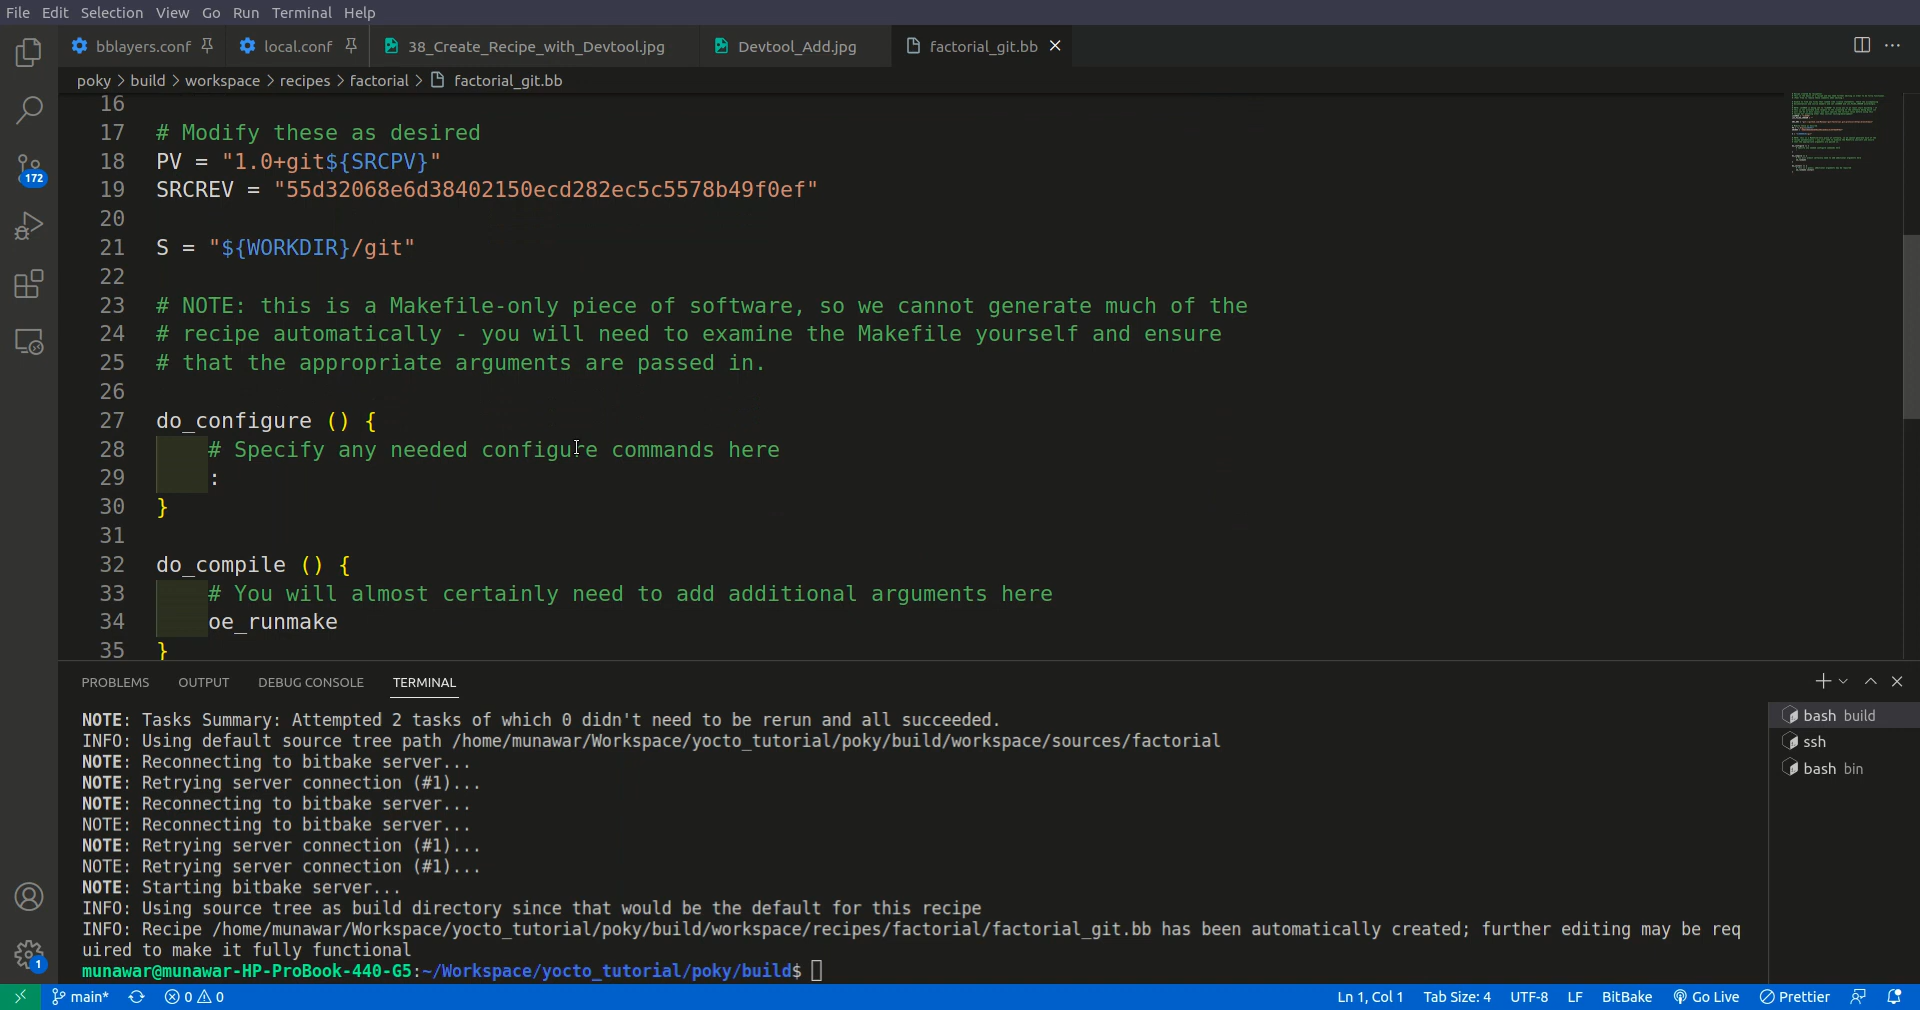 File Edit Selection View Go Run Terminal Help
bblayers.conf local.conf 38_Create_Recipe_with_Devtool.jpg Devtool_Add.jpg factorial_git.bb
poky > build > workspace > recipes > factorial > factorial_git.bb
16
17 # Modify these as desired
18 PV = "1.0+git${SRCPV}"
19 SRCREV = "55d32068e6d38402150ecd282ec5c5578b49f0ef"
20
21 S = "${WORKDIR}/git"
22
23 # NOTE: this is a Makefile-only piece of software, so we cannot generate much of the
24 # recipe automatically - you will need to examine the Makefile yourself and ensure
25 # that the appropriate arguments are passed in.
26
27 do_configure () {
28 # Specify any needed configure commands here
29 :
30 }
31
32 do_compile () {
33 # You will almost certainly need to add additional arguments here
34 oe_runmake
35 }
172
PROBLEMS OUTPUT DEBUG CONSOLE TERMINAL
NOTE: Tasks Summary: Attempted 2 tasks of which 0 didn't need to be rerun and all succeeded.
INFO: Using default source tree path /home/munawar/Workspace/yocto_tutorial/poky/build/workspace/sources/factorial
NOTE: Reconnecting to bitbake server...
NOTE: Retrying server connection (#1)...
NOTE: Reconnecting to bitbake server...
NOTE: Reconnecting to bitbake server...
NOTE: Retrying server connection (#1)...
NOTE: Retrying server connection (#1)...
NOTE: Starting bitbake server...
INFO: Using source tree as build directory since that would be the default for this recipe
INFO: Recipe /home/munawar/Workspace/yocto_tutorial/poky/build/workspace/recipes/factorial/factorial_git.bb has been automatically created; further editing may be req
uired to make it fully functional
munawar@munawar-HP-ProBook-440-G5:~/Workspace/yocto_tutorial/poky/build$
bash build
ssh
bash bin
1
main* 0 0 Ln 1, Col 1 Tab Size: 4 UTF-8 LF BitBake Go Live Prettier